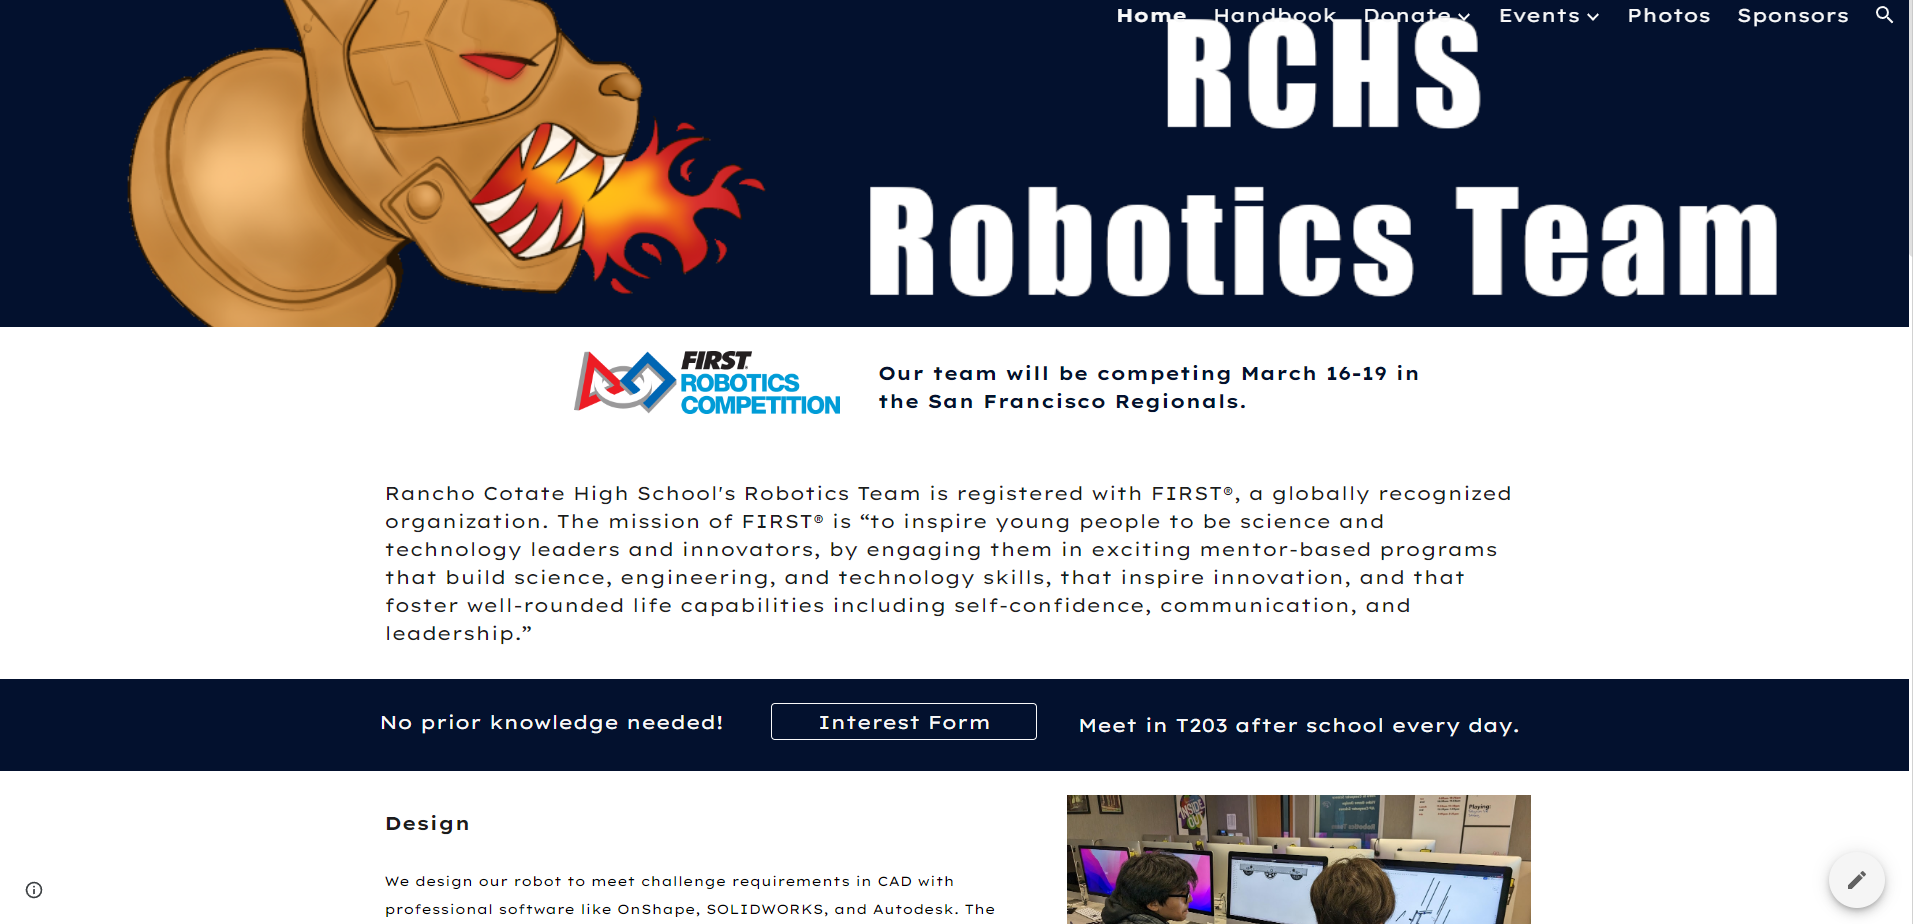 Home Handbook Donate Events Photos Sponsors
RCHS
Robotics Team
FIRST
ROBOTICS
COMPETITION
Our team will be competing March 16-19 in
the San Francisco Regionals.
Rancho Cotate High School's Robotics Team is registered with FIRST®, a globally recognized
organization. The mission of FIRST® is “to inspire young people to be science and
technology leaders and innovators, by engaging them in exciting mentor-based programs
that build science, engineering, and technology skills, that inspire innovation, and that
foster well-rounded life capabilities including self-confidence, communication, and
leadership.”
No prior knowledge needed!
Interest Form
Meet in T203 after school every day.
Design
We design our robot to meet challenge requirements in CAD with
professional software like OnShape, SOLIDWORKS, and Autodesk. The
INSIDE
OUT
Playing:
Robotics Team